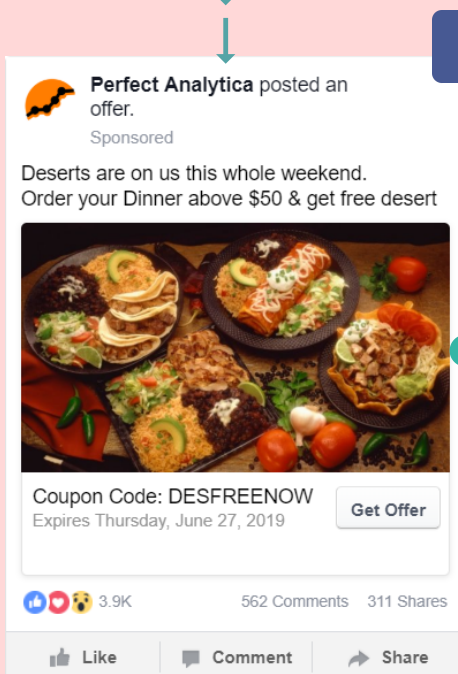 Perfect Analytica posted an
offer.
Sponsored
Deserts are on us this whole weekend.
Order your Dinner above $50 & get free desert
Coupon Code: DESFREENOW
Expires Thursday, June 27, 2019
Get Offer
3.9K 562 Comments 311 Shares
Like Comment Share